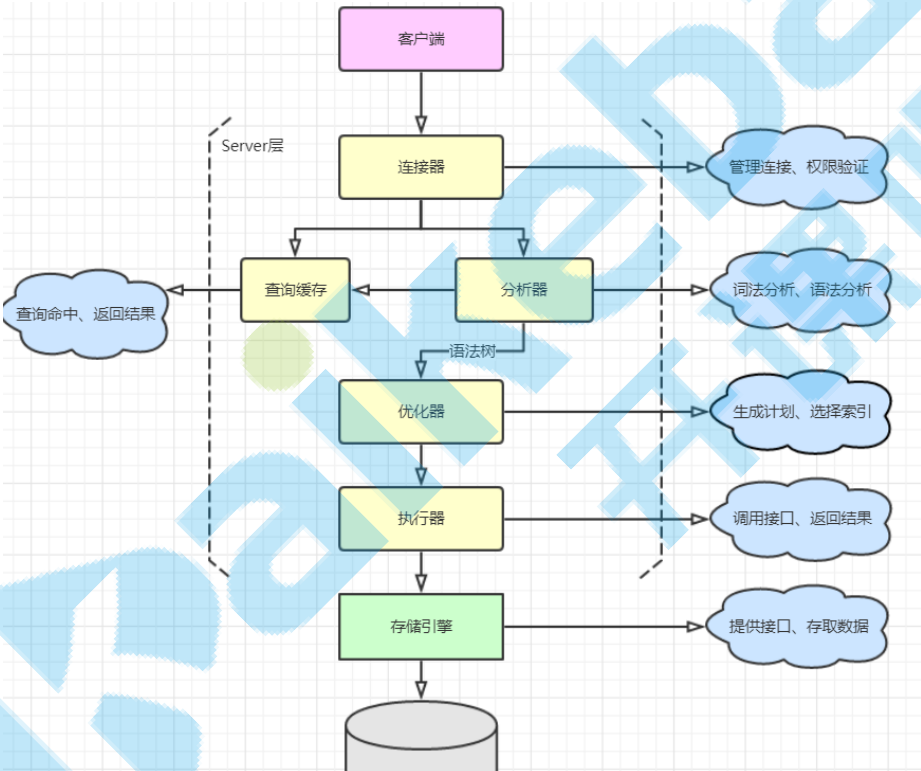 客户端
Server层
连接器
管理连接、权限验证
查询命中、返回结果
查询缓存
分析器
词法分析、语法分析
语法树
优化器
生成计划、选择索引
执行器
调用接口、返回结果
存储引擎
提供接口、存取数据